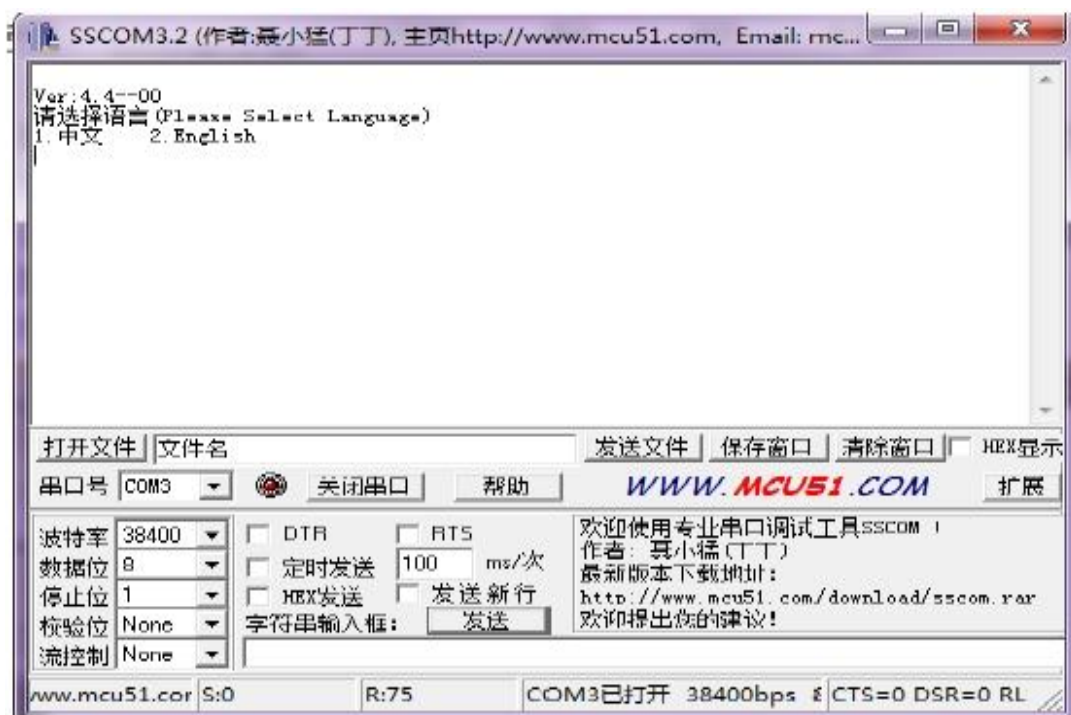 SSCOM3.2 (作者:聂小猛(丁丁), 主页http://www.mcu51.com, Email: mc...
Ver:4.4--00
请选择语言(Please Select Language)
1.中文 2.English
打开文件 文件名 发送文件 保存窗口 清除窗口 HEX显示
串口号 COM3 关闭串口 帮助 WWW.MCU51.COM 扩展
波特率 38400 DTR RTS
数据位 8 定时发送 100 ms/次
停止位 1 HEX发送 发送新行
校验位 None 字符串输入框: 发送
流控制 None
欢迎使用专业串口调试工具SSCOM !
作者: 聂小猛(丁丁)
最新版本下载地址:
http://www.mcu51.com/download/sscom.rar
欢迎提出您的建议!
www.mcu51.cor S:0 R:75 COM3已打开 38400bps CTS=0 DSR=0 RL